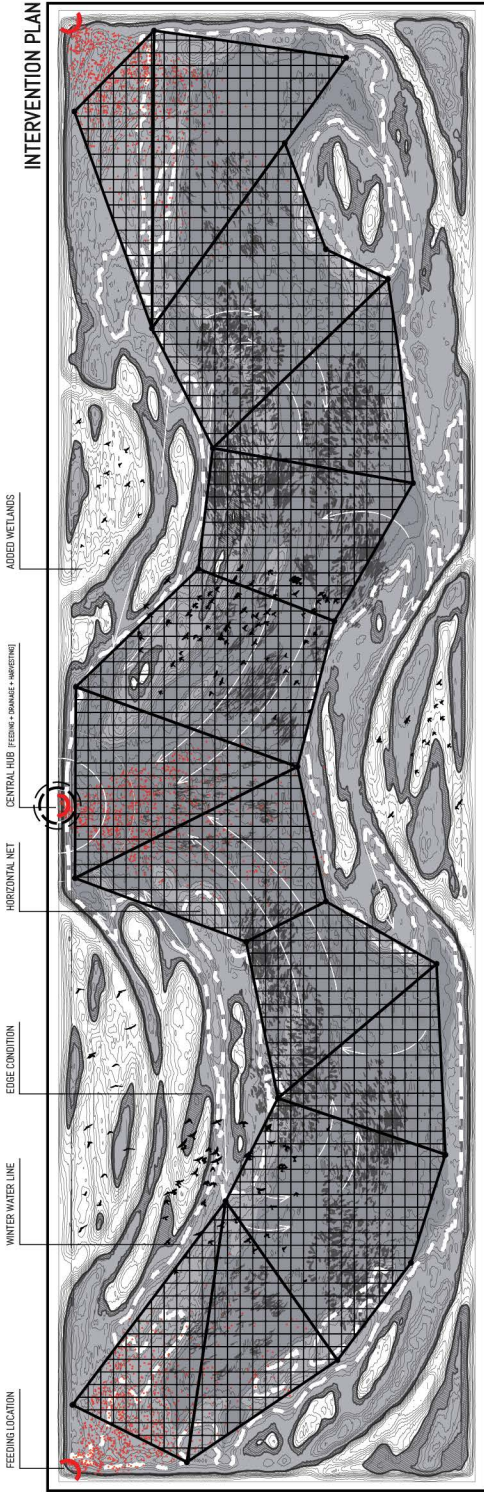 INTERVENTION PLAN
FEEDING LOCATION
WINTER WATER LINE
EDGE CONDITION
HORIZONTAL NET
CENTRAL HUB [FEEDING + DRAINAGE + HARVESTING]
ADDED WETLANDS